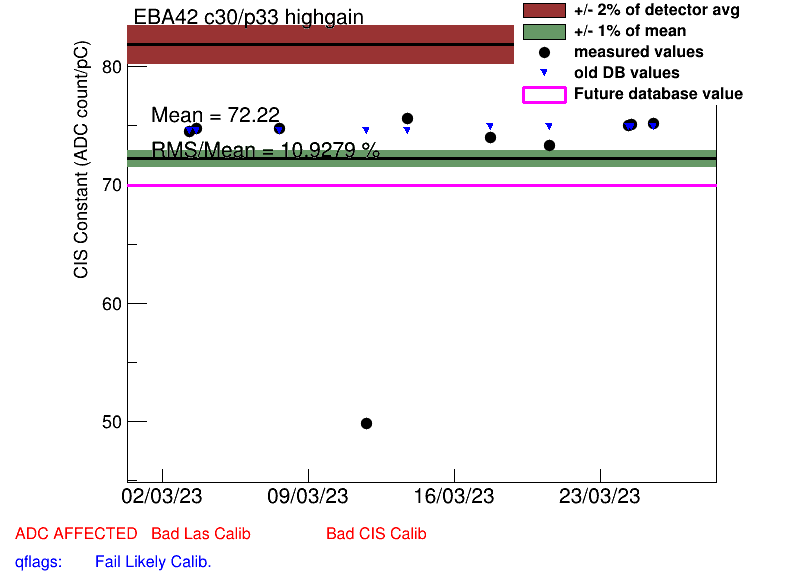 EBA42 c30/p33 highgain
+/- 2% of detector avg
+/- 1% of mean
measured values
old DB values
Future database value
CIS Constant (ADC count/pC)
80
70
60
50
Mean = 72.22
RMS/Mean = 10.9279 %
02/03/23 09/03/23 16/03/23 23/03/23
ADC AFFECTED Bad Las Calib Bad CIS Calib
qflags: Fail Likely Calib.